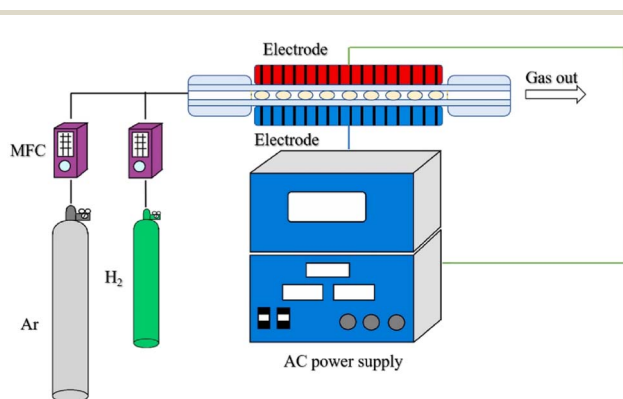 Electrode
Gas out
Electrode
MFC
H₂
Ar
AC power supply